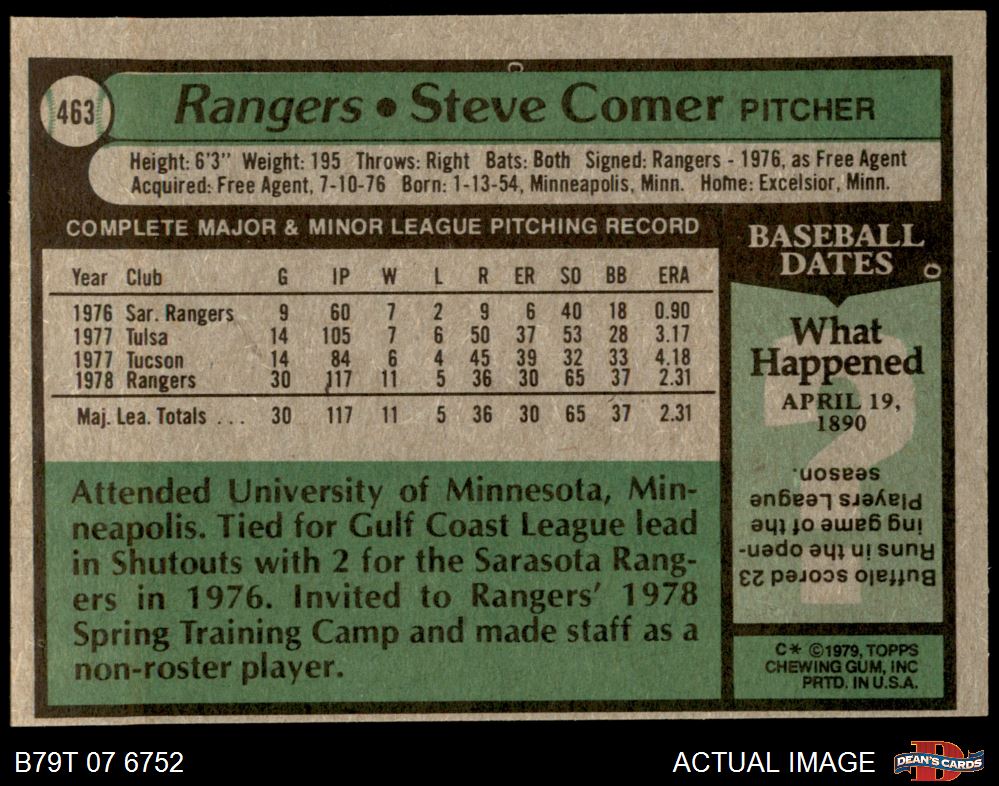 463
Rangers • Steve Comer PITCHER
Height: 6'3" Weight: 195 Throws: Right Bats: Both Signed: Rangers - 1976, as Free Agent
Acquired: Free Agent, 7-10-76 Born: 1-13-54, Minneapolis, Minn. Home: Excelsior, Minn.
COMPLETE MAJOR & MINOR LEAGUE PITCHING RECORD
Year Club G IP W L R ER SO BB ERA
1976 Sar. Rangers 9 60 7 2 9 6 40 18 0.90
1977 Tulsa 14 105 7 6 50 37 53 28 3.17
1977 Tucson 14 84 6 4 45 39 32 33 4.18
1978 Rangers 30 117 11 5 36 30 65 37 2.31
Maj. Lea. Totals . . . 30 117 11 5 36 30 65 37 2.31
Attended University of Minnesota, Min-
neapolis. Tied for Gulf Coast League lead
in Shutouts with 2 for the Sarasota Rang-
ers in 1976. Invited to Rangers' 1978
Spring Training Camp and made staff as a
non-roster player.
BASEBALL
DATES
What
Happened
APRIL 19,
1890
?
Buffalo scored 23
Runs in the open-
ing game of the
Players League
season.
C* ©1979, TOPPS
CHEWING GUM, INC
PRTD. IN U.S.A.
B79T 07 6752
ACTUAL IMAGE
D
DEAN'S CARDS